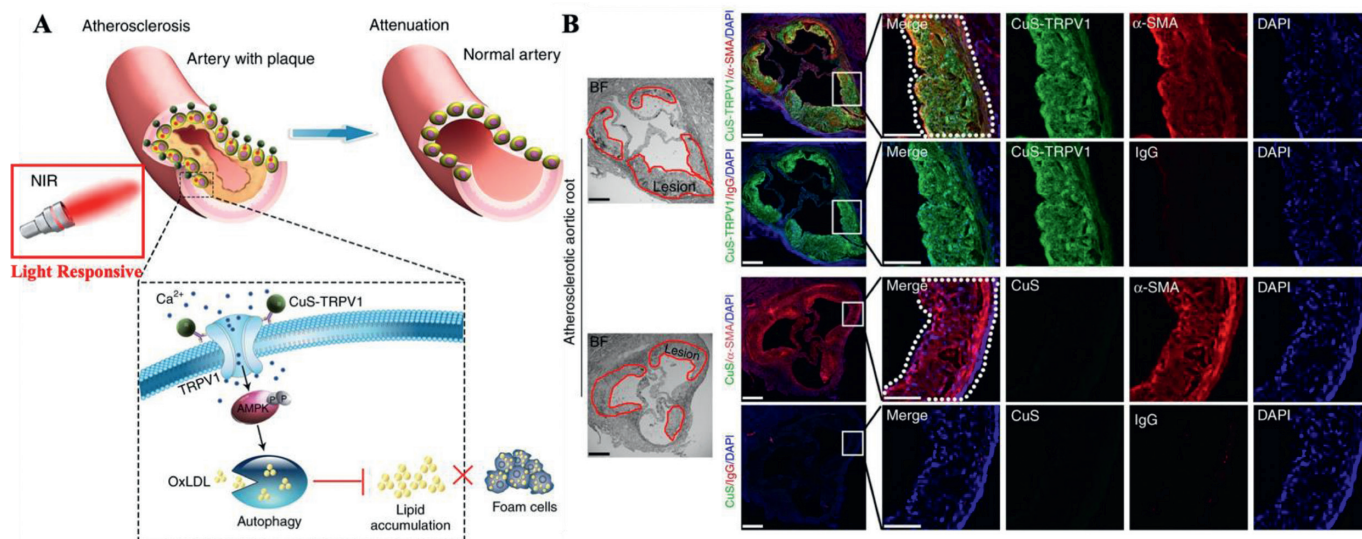 A
Atherosclerosis
Artery with plaque
Attenuation
Normal artery
NIR
Light Responsive
Ca2+
CuS-TRPV1
TRPV1
AMPK
P
P
OxLDL
Autophagy
Lipid
accumulation
Foam cells
B
Atherosclerotic aortic root
BF
Lesion
BF
Lesion
CuS-TRPV1/α-SMA/DAPI
Merge
CuS-TRPV1
α-SMA
DAPI
CuS-TRPV1/IgG/DAPI
Merge
CuS-TRPV1
IgG
DAPI
CuS/α-SMA/DAPI
Merge
CuS
α-SMA
DAPI
CuS/IgG/DAPI
Merge
CuS
IgG
DAPI